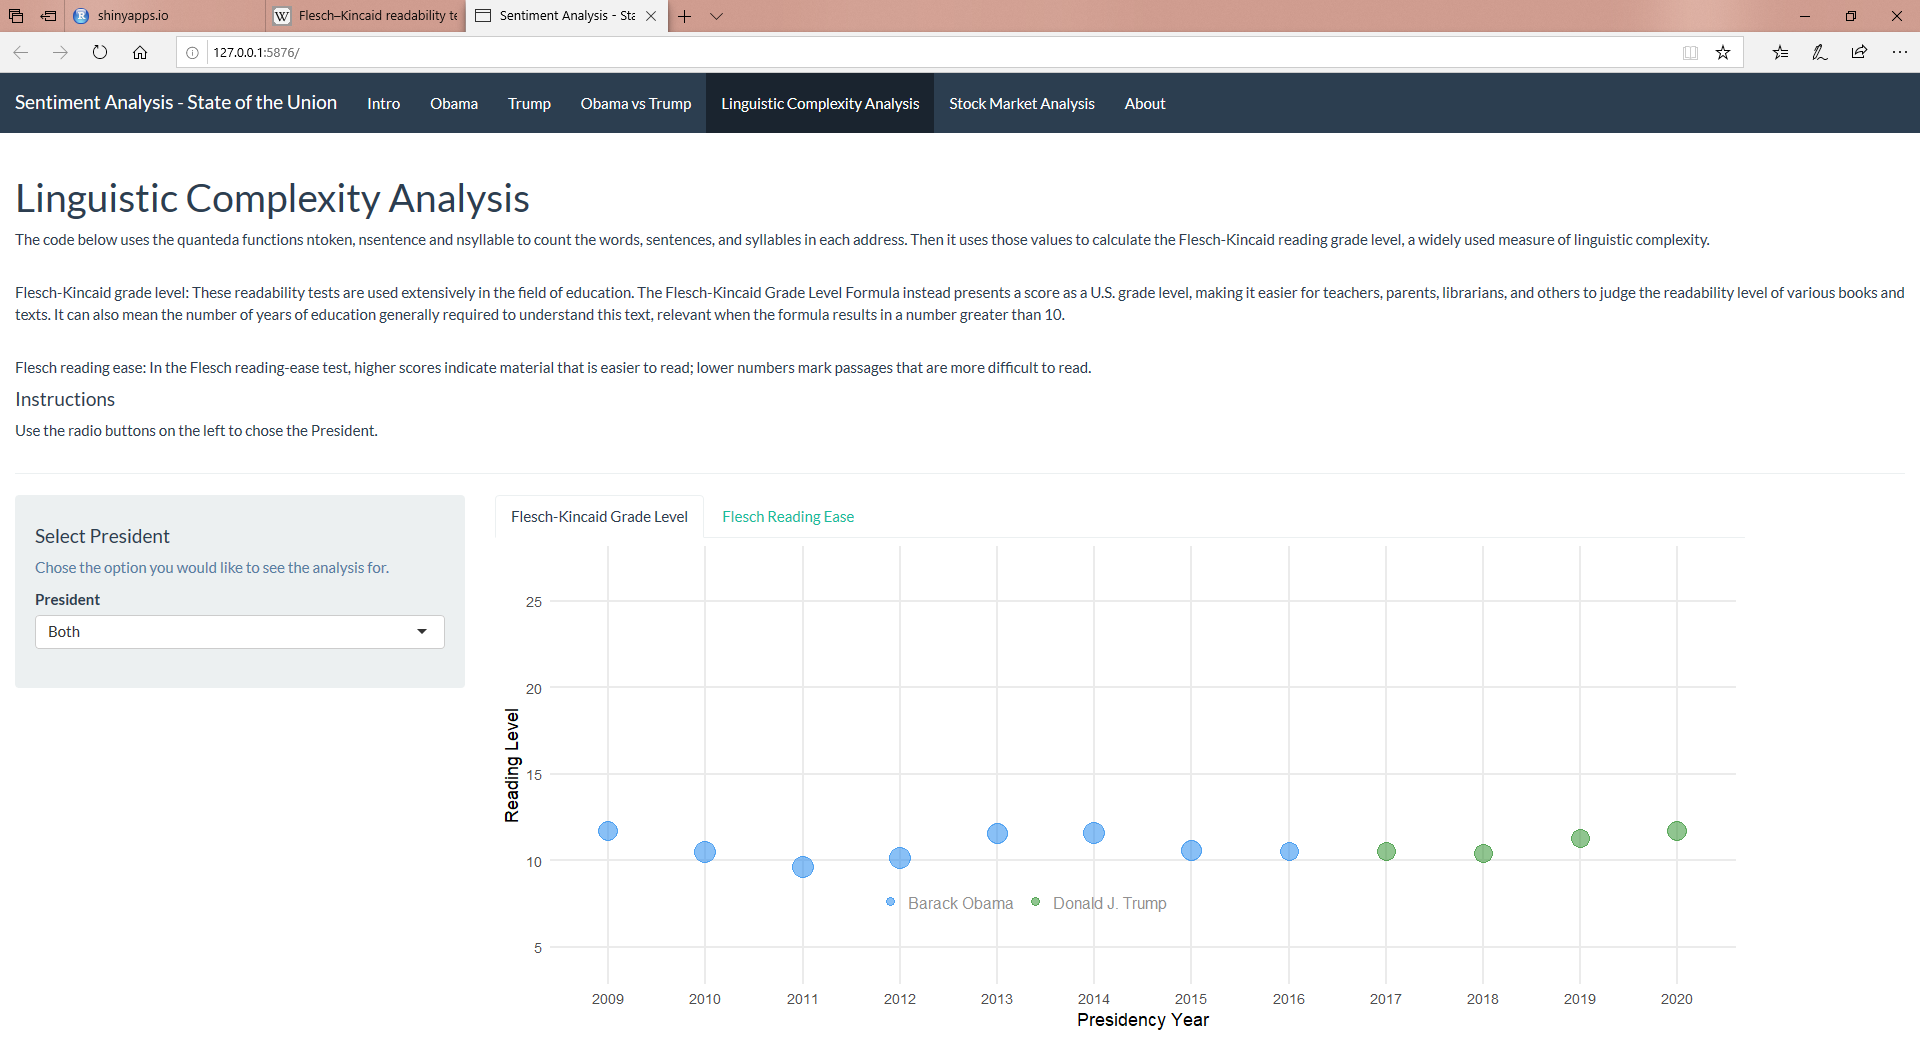 shinyapps.io
W Flesch–Kincaid readability te
Sentiment Analysis - Sta
127.0.0.1:5876/
Sentiment Analysis - State of the Union Intro Obama Trump Obama vs Trump Linguistic Complexity Analysis Stock Market Analysis About
Linguistic Complexity Analysis
The code below uses the quanteda functions ntoken, nsentence and nsyllable to count the words, sentences, and syllables in each address. Then it uses those values to calculate the Flesch-Kincaid reading grade level, a widely used measure of linguistic complexity.
Flesch-Kincaid grade level: These readability tests are used extensively in the field of education. The Flesch-Kincaid Grade Level Formula instead presents a score as a U.S. grade level, making it easier for teachers, parents, librarians, and others to judge the readability level of various books and
texts. It can also mean the number of years of education generally required to understand this text, relevant when the formula results in a number greater than 10.
Flesch reading ease: In the Flesch reading-ease test, higher scores indicate material that is easier to read; lower numbers mark passages that are more difficult to read.
Instructions
Use the radio buttons on the left to chose the President.
Select President
Chose the option you would like to see the analysis for.
President
Both
Flesch-Kincaid Grade Level Flesch Reading Ease
25
20
15
10
5
Reading Level
Barack Obama Donald J. Trump
2009 2010 2011 2012 2013 2014 2015 2016 2017 2018 2019 2020
Presidency Year